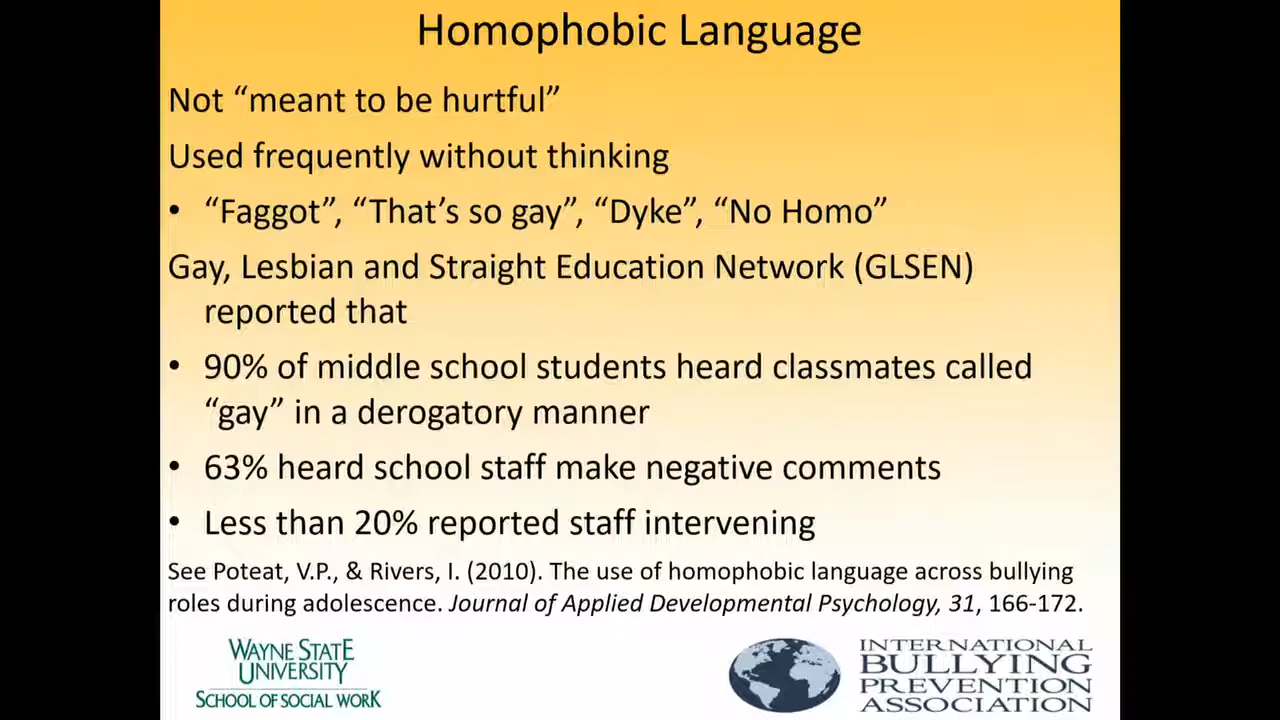 Homophobic Language
Not “meant to be hurtful”
Used frequently without thinking
• “Faggot”, “That’s so gay”, “Dyke”, “No Homo”
Gay, Lesbian and Straight Education Network (GLSEN)
reported that
• 90% of middle school students heard classmates called
“gay” in a derogatory manner
• 63% heard school staff make negative comments
• Less than 20% reported staff intervening
See Poteat, V.P., & Rivers, I. (2010). The use of homophobic language across bullying
roles during adolescence. Journal of Applied Developmental Psychology, 31, 166-172.
WAYNE STATE
UNIVERSITY
SCHOOL OF SOCIAL WORK
INTERNATIONAL
BULLYING
PREVENTION
ASSOCIATION